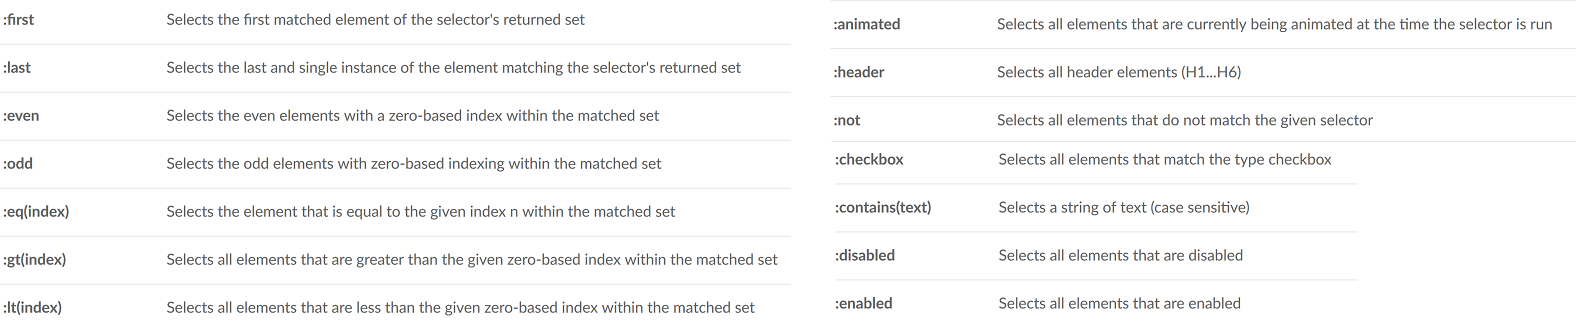 :first Selects the first matched element of the selector's returned set
:last Selects the last and single instance of the element matching the selector's returned set
:even Selects the even elements with a zero-based index within the matched set
:odd Selects the odd elements with zero-based indexing within the matched set
:eq(index) Selects the element that is equal to the given index n within the matched set
:gt(index) Selects all elements that are greater than the given zero-based index within the matched set
:lt(index) Selects all elements that are less than the given zero-based index within the matched set
:animated Selects all elements that are currently being animated at the time the selector is run
:header Selects all header elements (H1...H6)
:not Selects all elements that do not match the given selector
:checkbox Selects all elements that match the type checkbox
:contains(text) Selects a string of text (case sensitive)
:disabled Selects all elements that are disabled
:enabled Selects all elements that are enabled